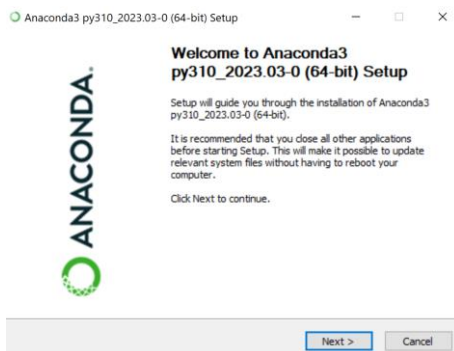 Anaconda3 py310_2023.03-0 (64-bit) Setup
ANACONDA.
Welcome to Anaconda3
py310_2023.03-0 (64-bit) Setup
Setup will guide you through the installation of Anaconda3
py310_2023.03-0 (64-bit).
It is recommended that you close all other applications
before starting Setup. This will make it possible to update
relevant system files without having to reboot your
computer.
Click Next to continue.
Next >
Cancel